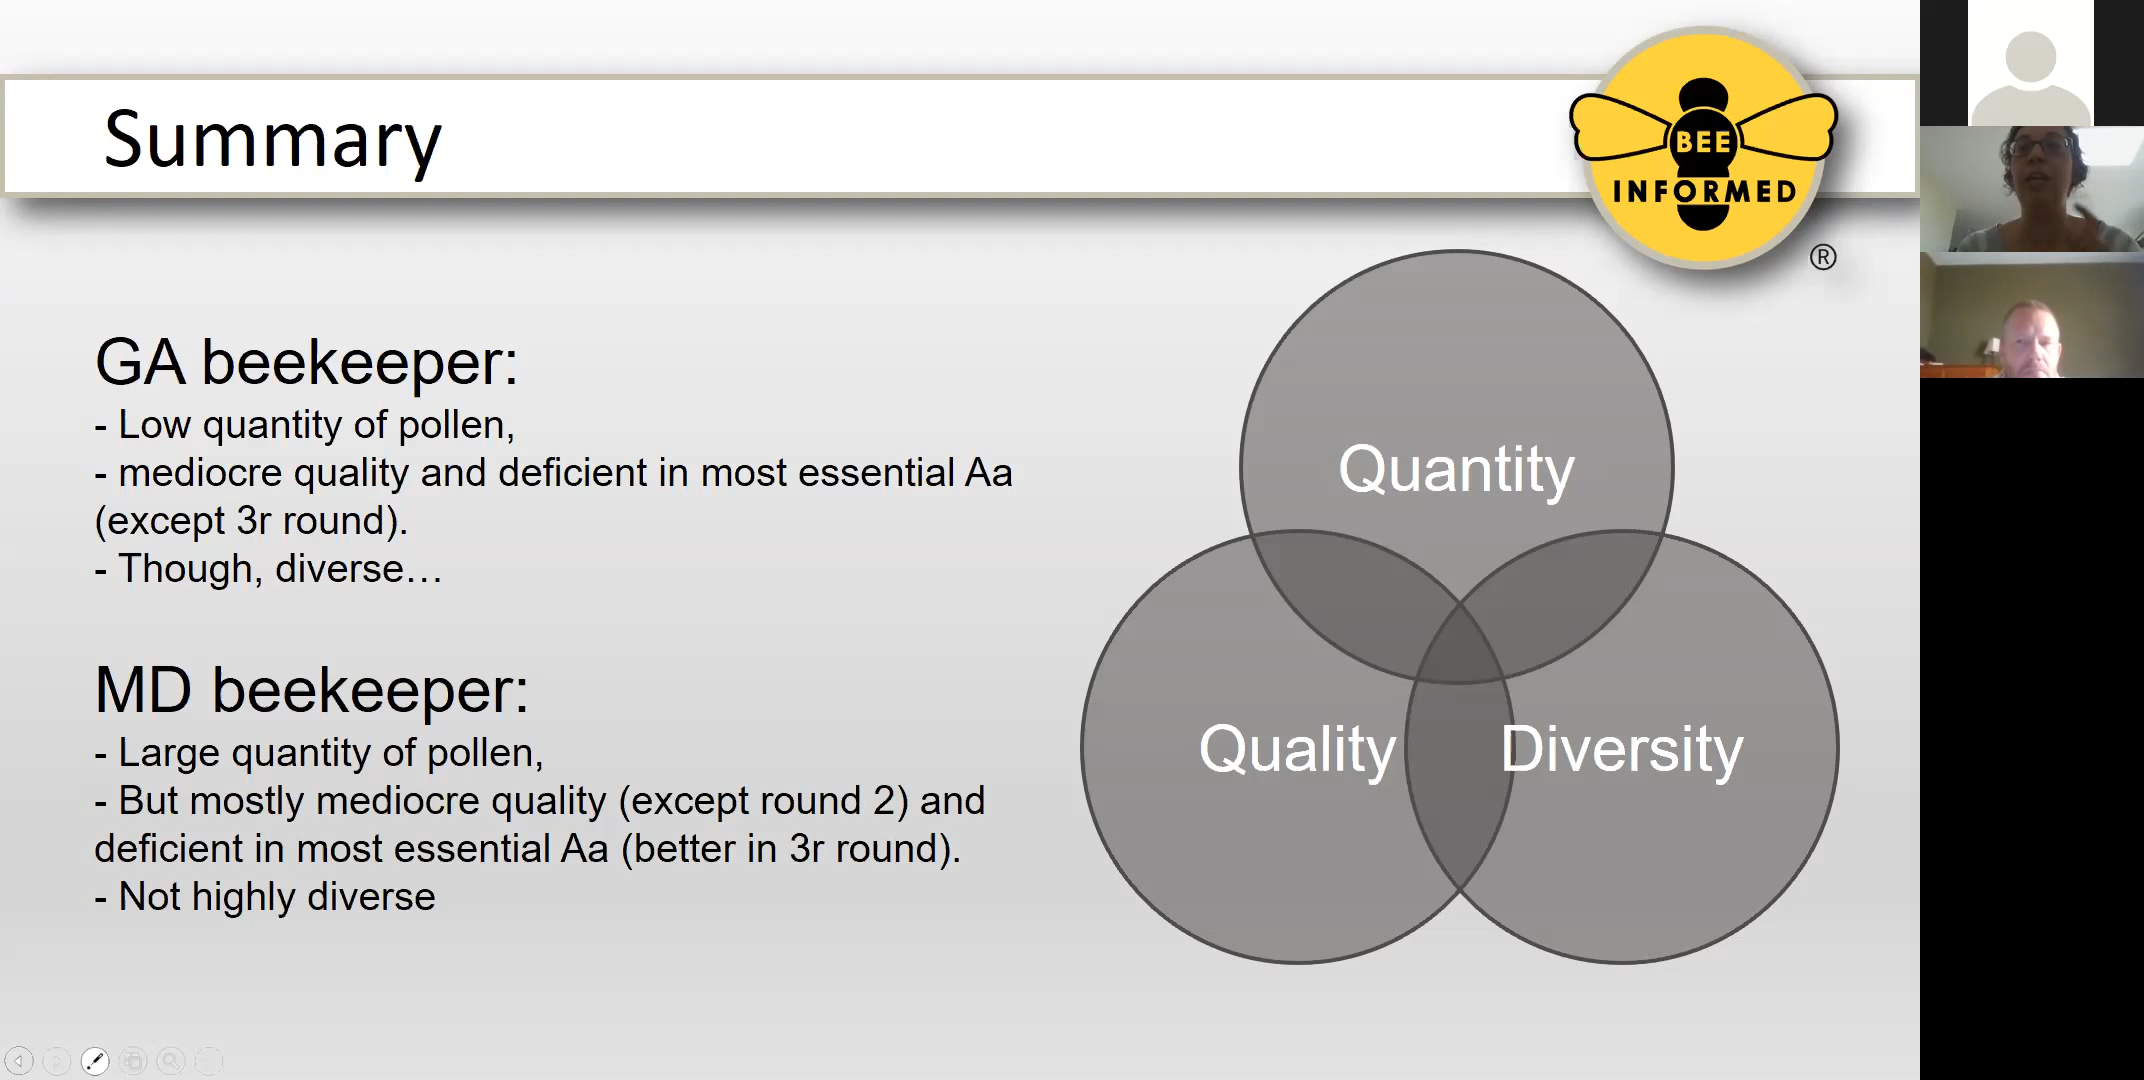 Summary
BEE
INFORMED
®
GA beekeeper:
- Low quantity of pollen,
- mediocre quality and deficient in most essential Aa
(except 3r round).
- Though, diverse…
MD beekeeper:
- Large quantity of pollen,
- But mostly mediocre quality (except round 2) and
deficient in most essential Aa (better in 3r round).
- Not highly diverse
Quantity
Quality
Diversity